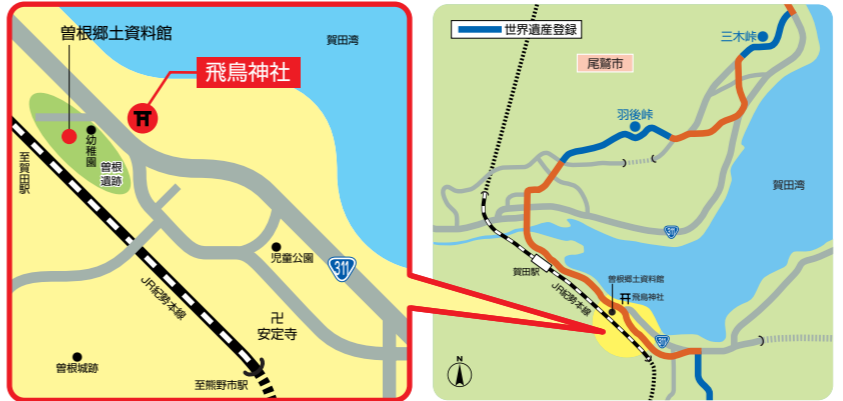 曽根郷土資料館
賀田湾
飛鳥神社
幼稚園
曽根
遺跡
至賀田駅
児童公園
311
JR紀勢本線
卍
安定寺
曽根城跡
至熊野市駅
世界遺産登録
三木峠
尾鷲市
羽後峠
賀田湾
311
賀田駅
曽根郷土資料館
飛鳥神社
JR紀勢本線
311
N